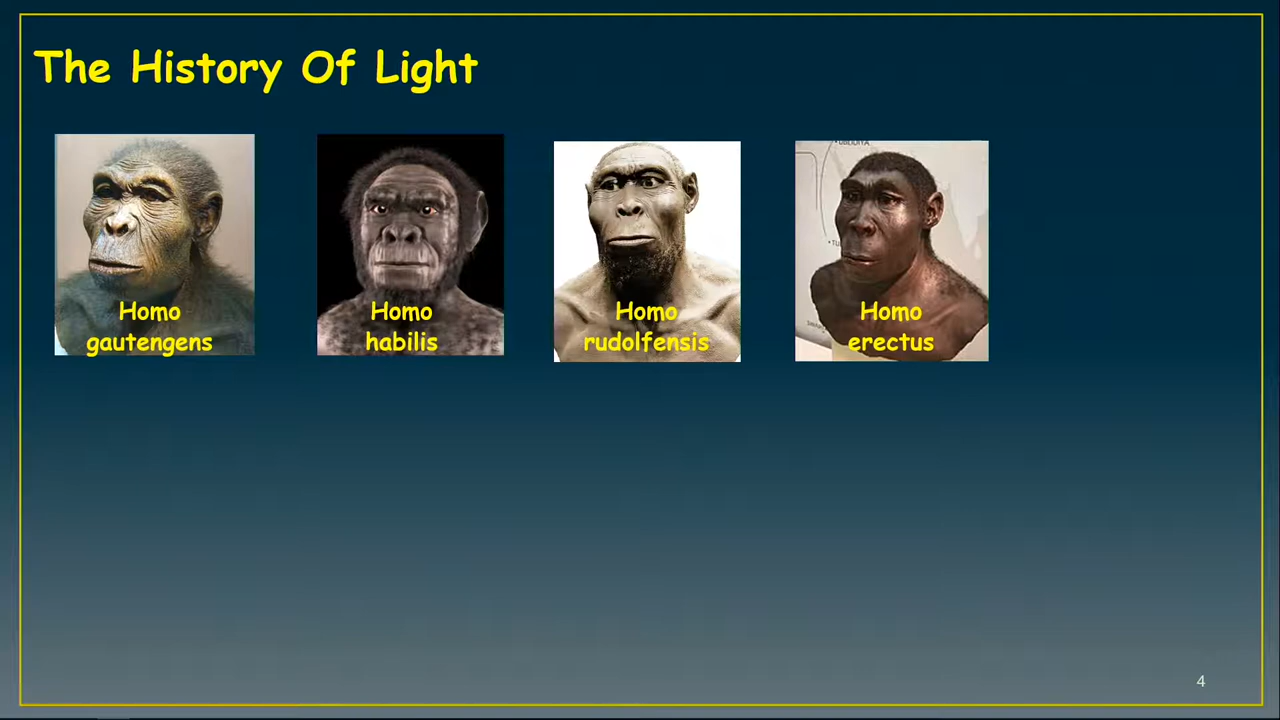 The History Of Light
Homo
gautengens
Homo
habilis
Homo
rudolfensis
Homo
erectus
4